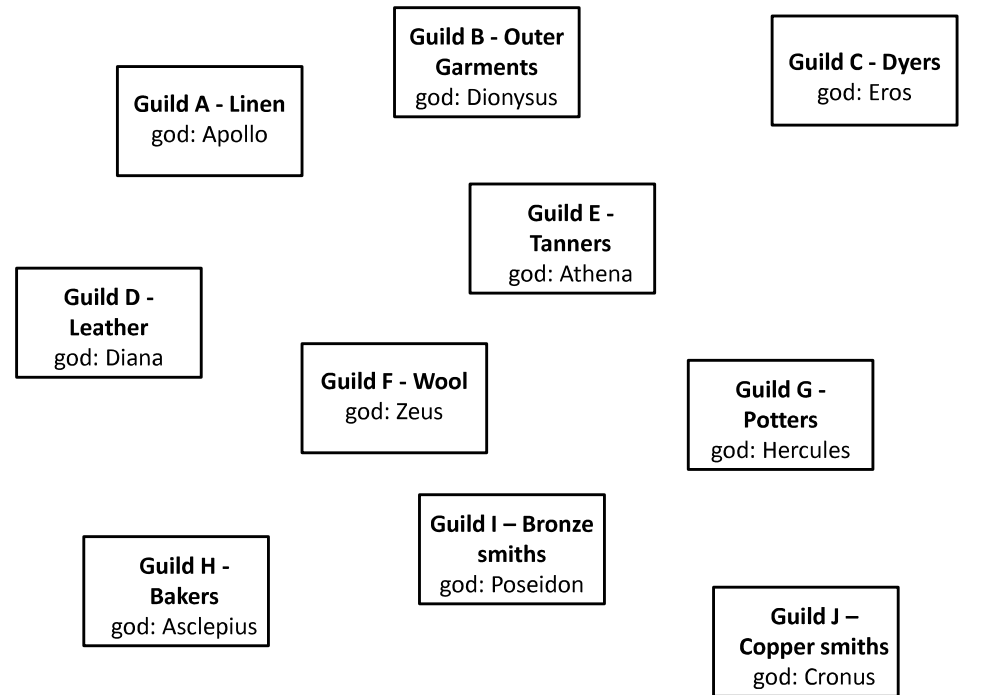 Guild A - Linen
god: Apollo
Guild B - Outer
Garments
god: Dionysus
Guild C - Dyers
god: Eros
Guild E -
Tanners
god: Athena
Guild D -
Leather
god: Diana
Guild F - Wool
god: Zeus
Guild G -
Potters
god: Hercules
Guild H -
Bakers
god: Asclepius
Guild I – Bronze
smiths
god: Poseidon
Guild J –
Copper smiths
god: Cronus